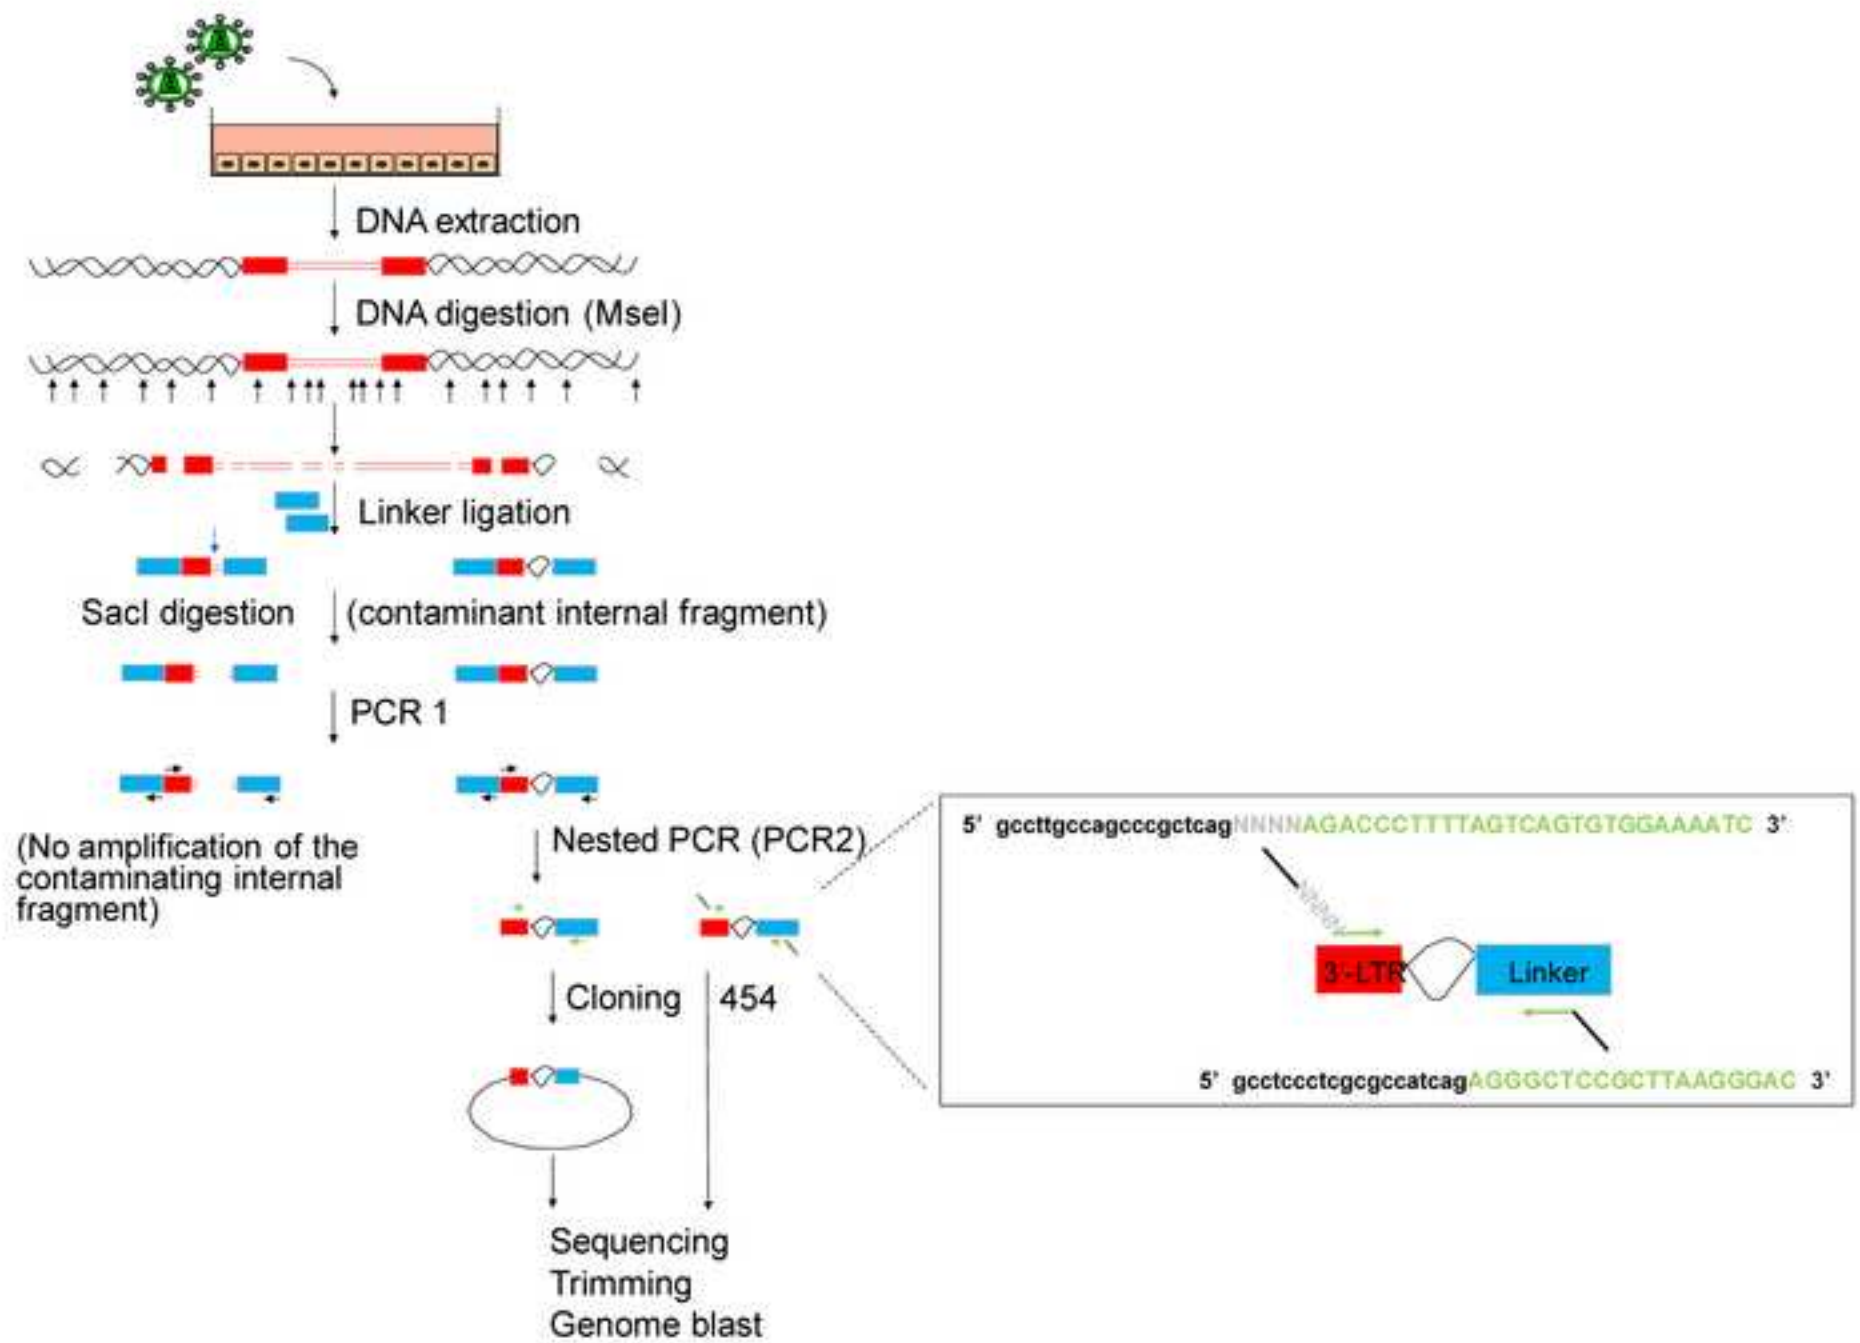 DNA extraction
DNA digestion (MseI)
Linker ligation
SacI digestion
(contaminant internal fragment)
PCR 1
(No amplification of the
contaminating internal
fragment)
Nested PCR (PCR2)
5' gccttgccagcccgctcagNNNNAGACCCTTTTAGTCAGTGTGGAAAATC 3'
NNNN
3'-LTR
Linker
5' gcctccctcgcgccatcagAGGGCTCCGCTTAAGGGAC 3'
Cloning
454
Sequencing
Trimming
Genome blast